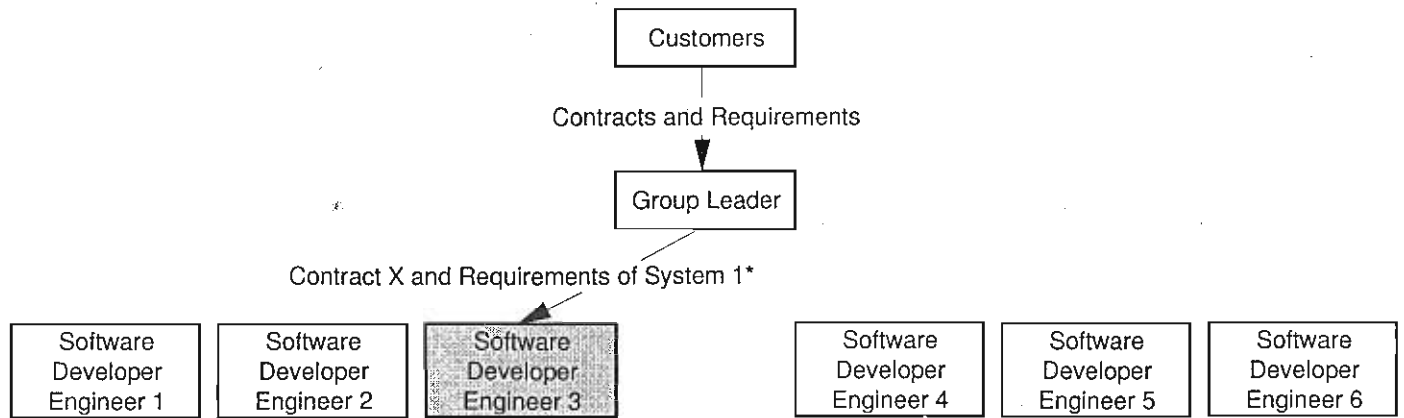 Customers
Contracts and Requirements
Group Leader
Contract X and Requirements of System 1*
Software
Developer
Engineer 1
Software
Developer
Engineer 2
Software
Developer
Engineer 3
Software
Developer
Engineer 4
Software
Developer
Engineer 5
Software
Developer
Engineer 6